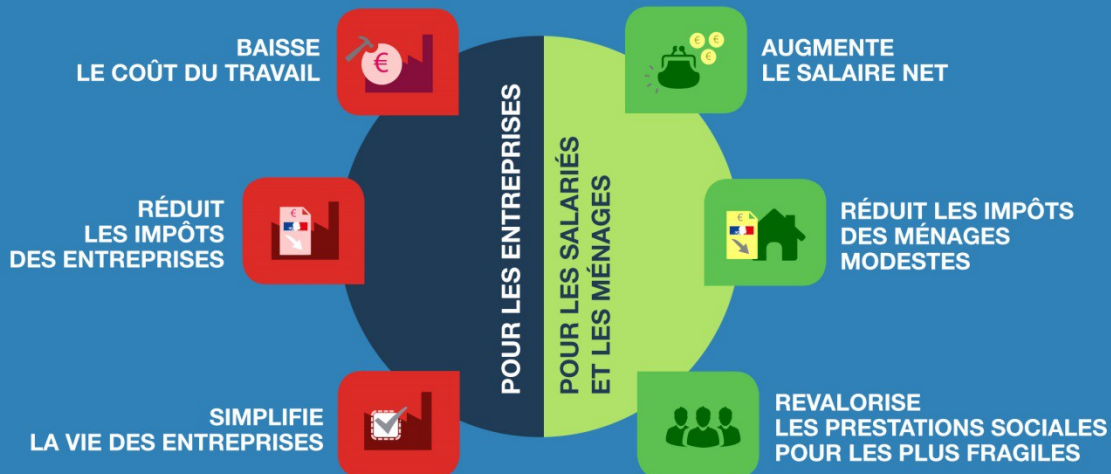 BAISSE
LE COÛT DU TRAVAIL
RÉDUIT
LES IMPÔTS
DES ENTREPRISES
SIMPLIFIE
LA VIE DES ENTREPRISES
POUR LES ENTREPRISES
POUR LES SALARIÉS
ET LES MÉNAGES
AUGMENTE
LE SALAIRE NET
RÉDUIT LES IMPÔTS
DES MÉNAGES
MODESTES
REVALORISE
LES PRESTATIONS SOCIALES
POUR LES PLUS FRAGILES